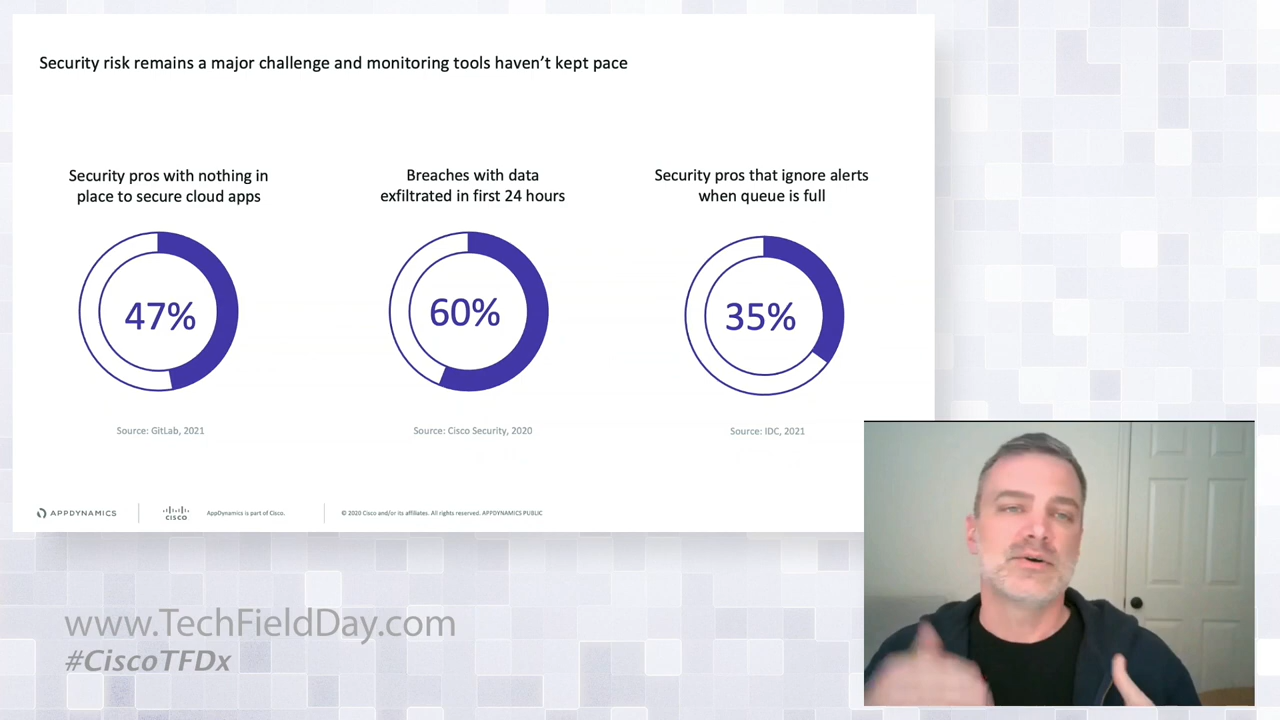 Security risk remains a major challenge and monitoring tools haven't kept pace
Security pros with nothing in
place to secure cloud apps
47%
Source: GitLab, 2021
Breaches with data
exfiltrated in first 24 hours
60%
Source: Cisco Security, 2020
Security pros that ignore alerts
when queue is full
35%
Source: IDC, 2021
APPDYNAMICS
CISCO
AppDynamics is part of Cisco.
© 2020 Cisco and/or its affiliates. All rights reserved. APPDYNAMICS PUBLIC
www.TechFieldDay.com
#CiscoTFDx